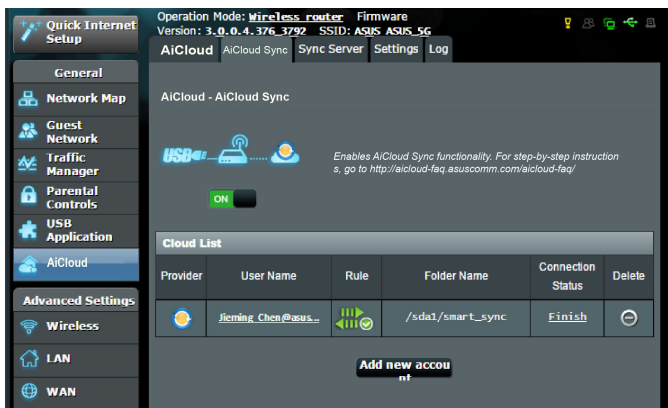 Quick Internet
Setup
Operation Mode: Wireless router Firmware
Version: 3.0.0.4.376_3792 SSID: ASUS ASUS_5G
AiCloud AiCloud Sync Sync Server Settings Log
General
Network Map
Guest
Network
Traffic
Manager
Parental
Controls
USB
Application
AiCloud
Advanced Settings
Wireless
LAN
WAN
AiCloud - AiCloud Sync
USB
Enables AiCloud Sync functionality. For step-by-step instruction
s, go to http://aicloud-faq.asuscomm.com/aicloud-faq/
ON
Cloud List
Provider User Name Rule Folder Name Connection
Status Delete
Jieming_Chen@asus... /sda1/smart_sync Finish
Add new accou
nt